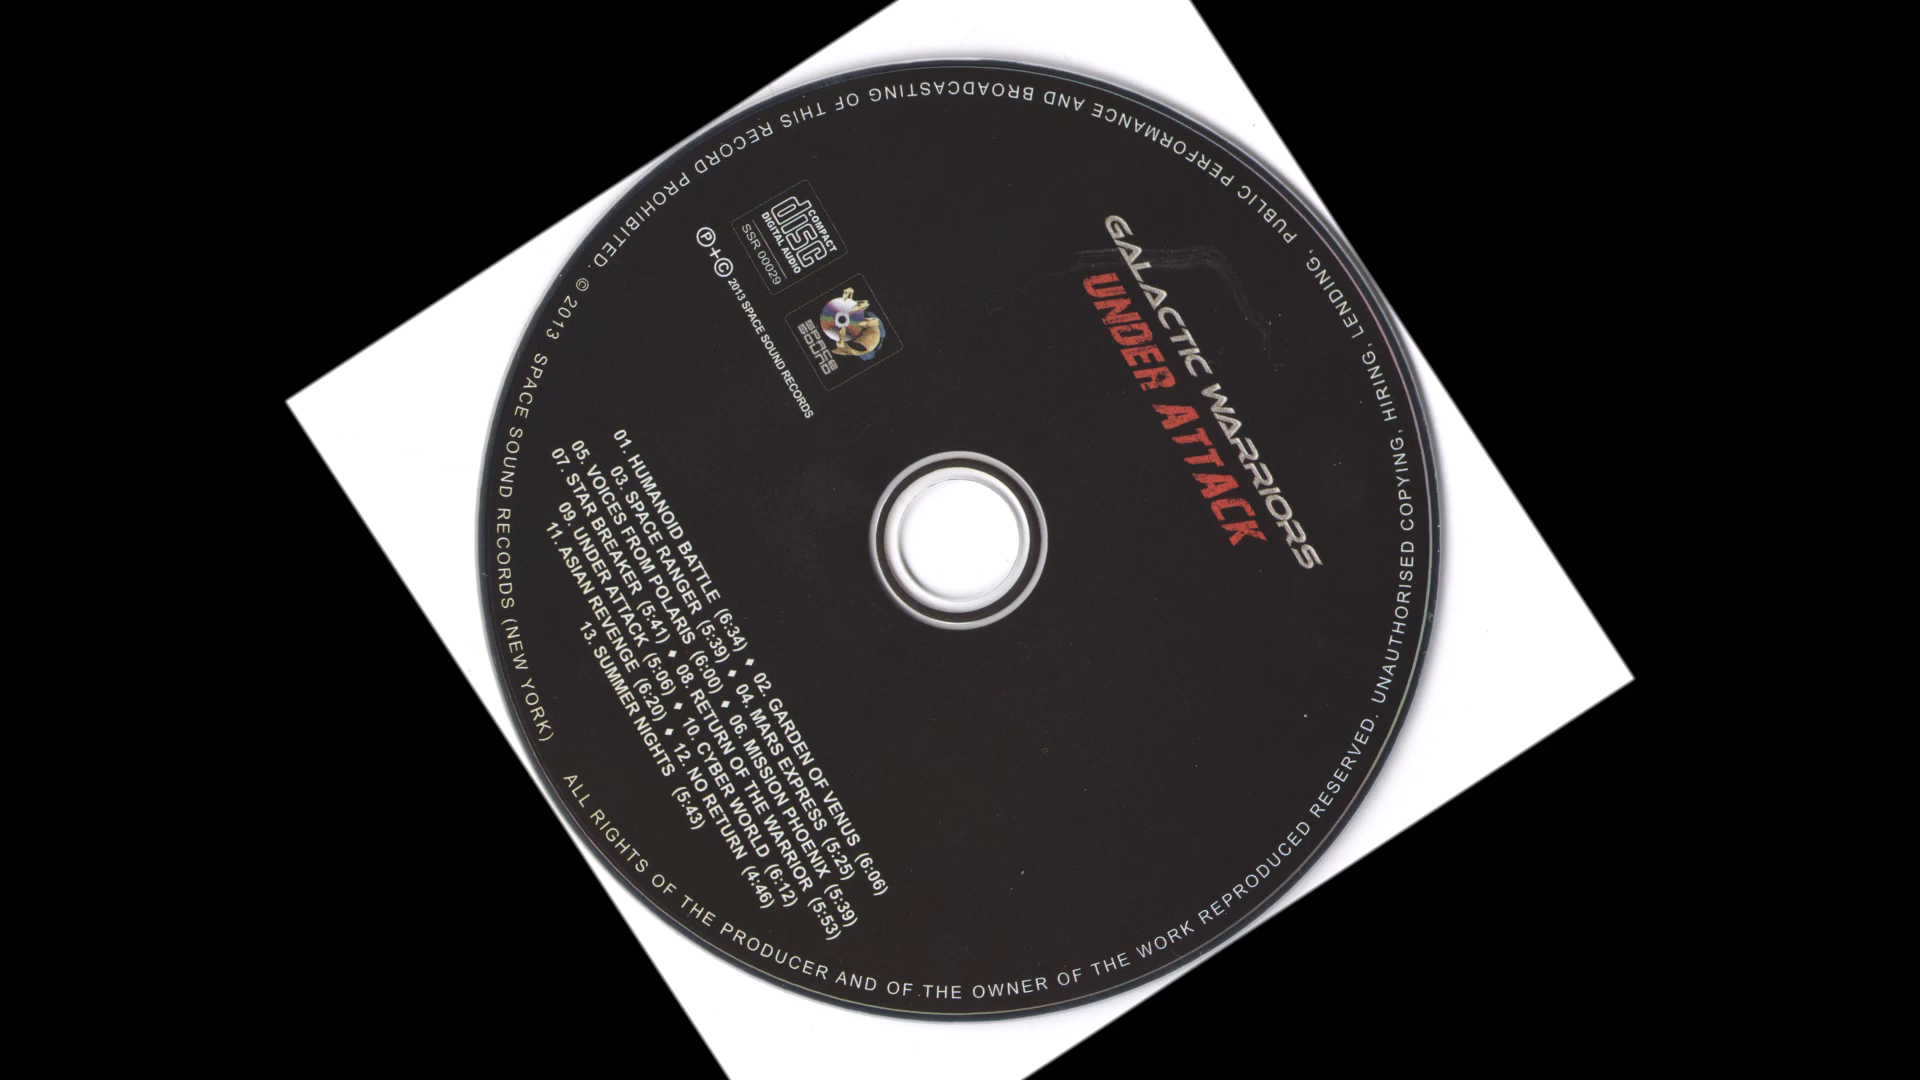 GALACTIC WARRIORS
UNDER ATTACK
COMPACT
disc
DIGITAL AUDIO
SSR 00029
SPACE
SOUND
Ⓟ+© 2013 SPACE SOUND RECORDS
01. HUMANOID BATTLE (6:34) ◆ 02. GARDEN OF VENUS (6:06)
03. SPACE RANGER (5:39) ◆ 04. MARS EXPRESS (5:25)
05. VOICES FROM POLARIS (6:00) ◆ 06. MISSION PHOENIX (5:39)
07. STAR BREAKER (5:41) ◆ 08. RETURN OF THE WARRIOR (5:53)
09. UNDER ATTACK (5:06) ◆ 10. CYBER WORLD (6:12)
11. ASIAN REVENGE (6:20) ◆ 12. NO RETURN (4:46)
13. SUMMER NIGHTS (5:43)
ALL RIGHTS OF THE PRODUCER AND OF THE OWNER OF THE WORK REPRODUCED RESERVED. UNAUTHORISED COPYING, HIRING, LENDING, PUBLIC PERFORMANCE AND BROADCASTING OF THIS RECORD PROHIBITED. © 2013 SPACE SOUND RECORDS (NEW YORK)